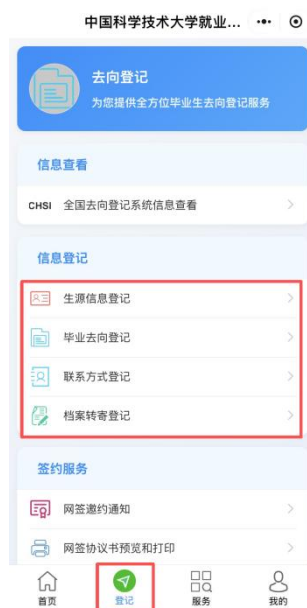 中国科学技术大学就业...
去向登记
为您提供全方位毕业生去向登记服务
信息查看
CHSI 全国去向登记系统信息查看
信息登记
生源信息登记
毕业去向登记
联系方式登记
档案转寄登记
签约服务
网签邀约通知
网签协议书预览和打印
首页 登记 服务 我的